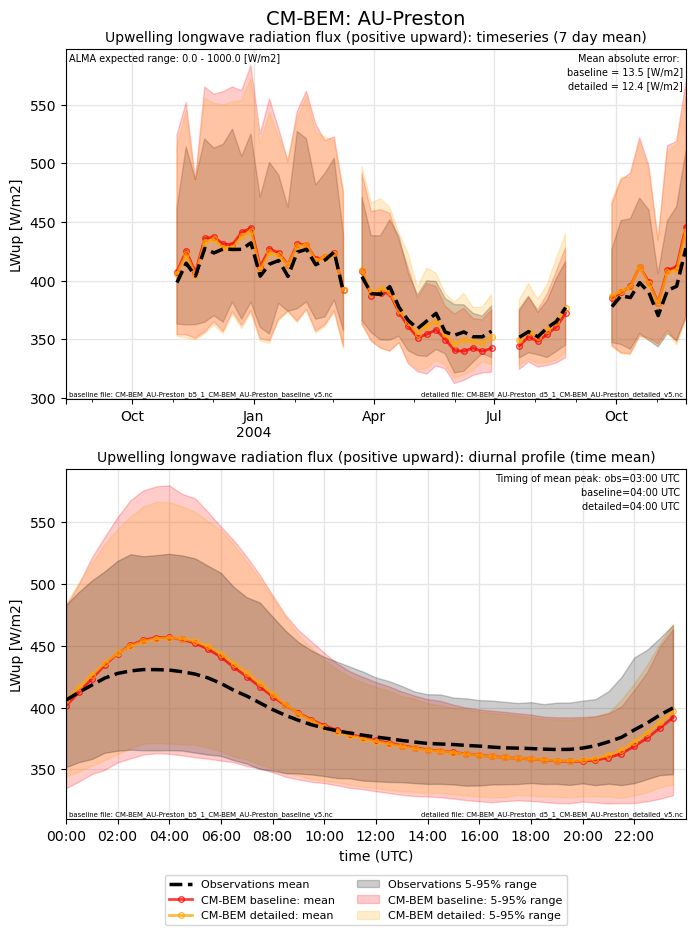 CM-BEM: AU-Preston
Upwelling longwave radiation flux (positive upward): timeseries (7 day mean)
ALMA expected range: 0.0 - 1000.0 [W/m2]
Mean absolute error:
baseline = 13.5 [W/m2]
detailed = 12.4 [W/m2]
550
500
450
400
350
300
LWup [W/m2]
baseline file: CM-BEM_AU-Preston_b5_1_CM-BEM_AU-Preston_baseline_v5.nc
detailed file: CM-BEM_AU-Preston_d5_1_CM-BEM_AU-Preston_detailed_v5.nc
Oct
Jan
2004
Apr
Jul
Oct
Upwelling longwave radiation flux (positive upward): diurnal profile (time mean)
Timing of mean peak: obs=03:00 UTC
baseline=04:00 UTC
detailed=04:00 UTC
550
500
450
400
350
LWup [W/m2]
baseline file: CM-BEM_AU-Preston_b5_1_CM-BEM_AU-Preston_baseline_v5.nc
detailed file: CM-BEM_AU-Preston_d5_1_CM-BEM_AU-Preston_detailed_v5.nc
00:00 02:00 04:00 06:00 08:00 10:00 12:00 14:00 16:00 18:00 20:00 22:00
time (UTC)
Observations mean
CM-BEM baseline: mean
CM-BEM detailed: mean
Observations 5-95% range
CM-BEM baseline: 5-95% range
CM-BEM detailed: 5-95% range